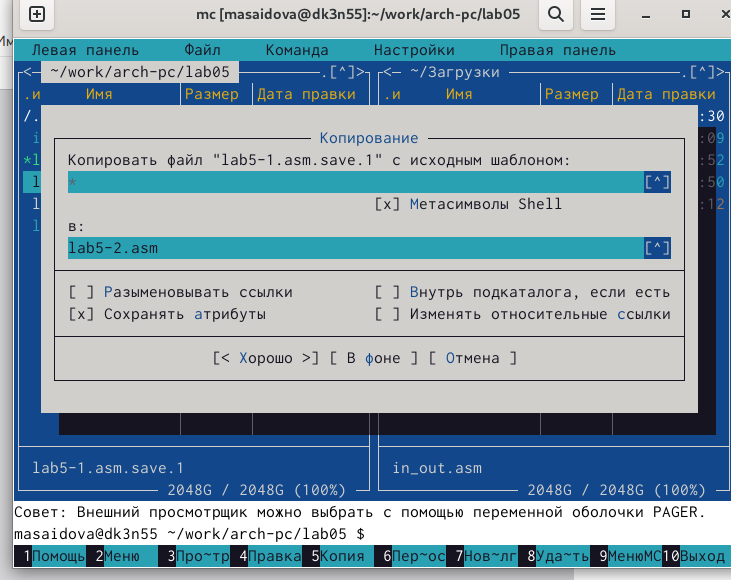 mc [masaidova@dk3n55]:~/work/arch-pc/lab05
Левая панель Файл Команда Настройки Правая панель
<— ~/work/arch-pc/lab05 —.[^]> <— ~/Загрузки —.[^]>
.и Имя Размер Дата правки .и Имя Размер Дата правки
/. :30
Копирование
i :09
Копировать файл "lab5-1.asm.save.1" с исходным шаблоном:
*l :52
l * [^] :50
l [x] Метасимволы Shell :12
l в:
lab5-2.asm [^]
[ ] Разыменовывать ссылки [ ] Внутрь подкаталога, если есть
[x] Сохранять атрибуты [ ] Изменять относительные ссылки
[< Хорошо >] [ В фоне ] [ Отмена ]
lab5-1.asm.save.1 in_out.asm
2048G / 2048G (100%) 2048G / 2048G (100%)
Совет: Внешний просмотрщик можно выбрать с помощью переменной оболочки PAGER.
masaidova@dk3n55 ~/work/arch-pc/lab05 $
1Помощь 2Меню 3Про~тр 4Правка 5Копия 6Пер~ос 7Нов~лг 8Уда~ть 9МенюMC 10Выход